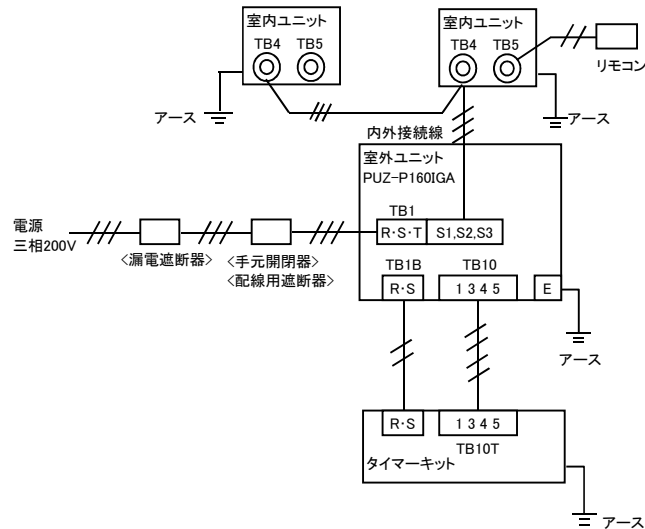 室内ユニット
TB4 TB5
アース
室内ユニット
TB4 TB5
リモコン
アース
内外接続線
室外ユニット
PUZ-P160IGA
電源
三相200V
<漏電遮断器>
<手元開閉器>
<配線用遮断器>
TB1
R・S・T S1,S2,S3
TB1B TB10
R・S 1 3 4 5 E
アース
R・S 1 3 4 5
TB10T
タイマーキット
アース